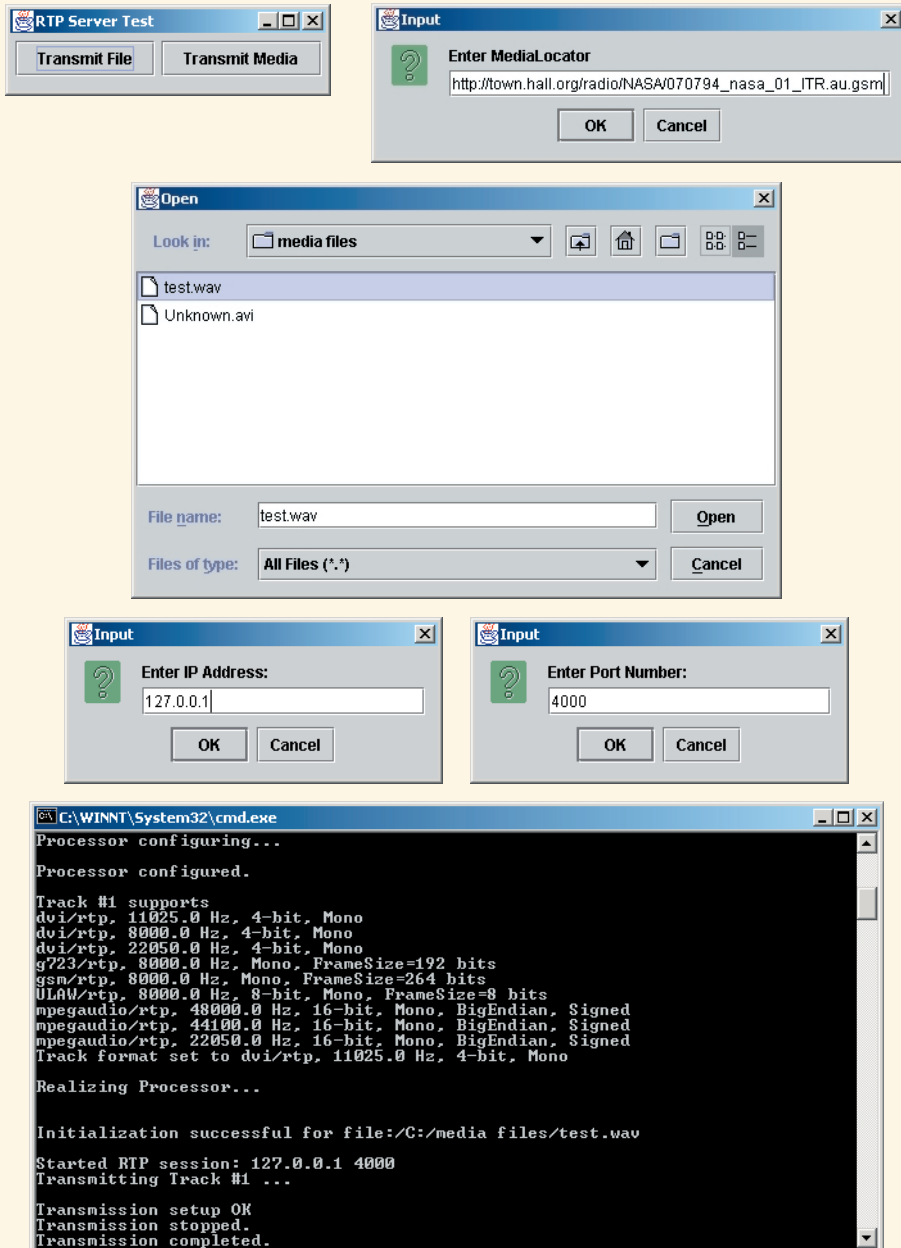 RTP Server Test
Transmit File Transmit Media
Input
Enter MediaLocator
http://town.hall.org/radio/NASA/070794_nasa_01_ITR.au.gsm
OK Cancel
Open
Look in: media files
test.wav
Unknown.avi
File name: test.wav Open
Files of type: All Files (*.*) Cancel
Input
Enter IP Address:
127.0.0.1
OK Cancel
Input
Enter Port Number:
4000
OK Cancel
C:\WINNT\System32\cmd.exe
Processor configuring...
Processor configured.
Track #1 supports
dvi/rtp, 11025.0 Hz, 4-bit, Mono
dvi/rtp, 8000.0 Hz, 4-bit, Mono
dvi/rtp, 22050.0 Hz, 4-bit, Mono
g723/rtp, 8000.0 Hz, Mono, FrameSize=192 bits
gsm/rtp, 8000.0 Hz, Mono, FrameSize=264 bits
ULAW/rtp, 8000.0 Hz, 8-bit, Mono, FrameSize=8 bits
mpegaudio/rtp, 48000.0 Hz, 16-bit, Mono, BigEndian, Signed
mpegaudio/rtp, 44100.0 Hz, 16-bit, Mono, BigEndian, Signed
mpegaudio/rtp, 22050.0 Hz, 16-bit, Mono, BigEndian, Signed
Track format set to dvi/rtp, 11025.0 Hz, 4-bit, Mono
Realizing Processor...
Initialization successful for file:/C:/media files/test.wav
Started RTP session: 127.0.0.1 4000
Transmitting Track #1 ...
Transmission setup OK
Transmission stopped.
Transmission completed.